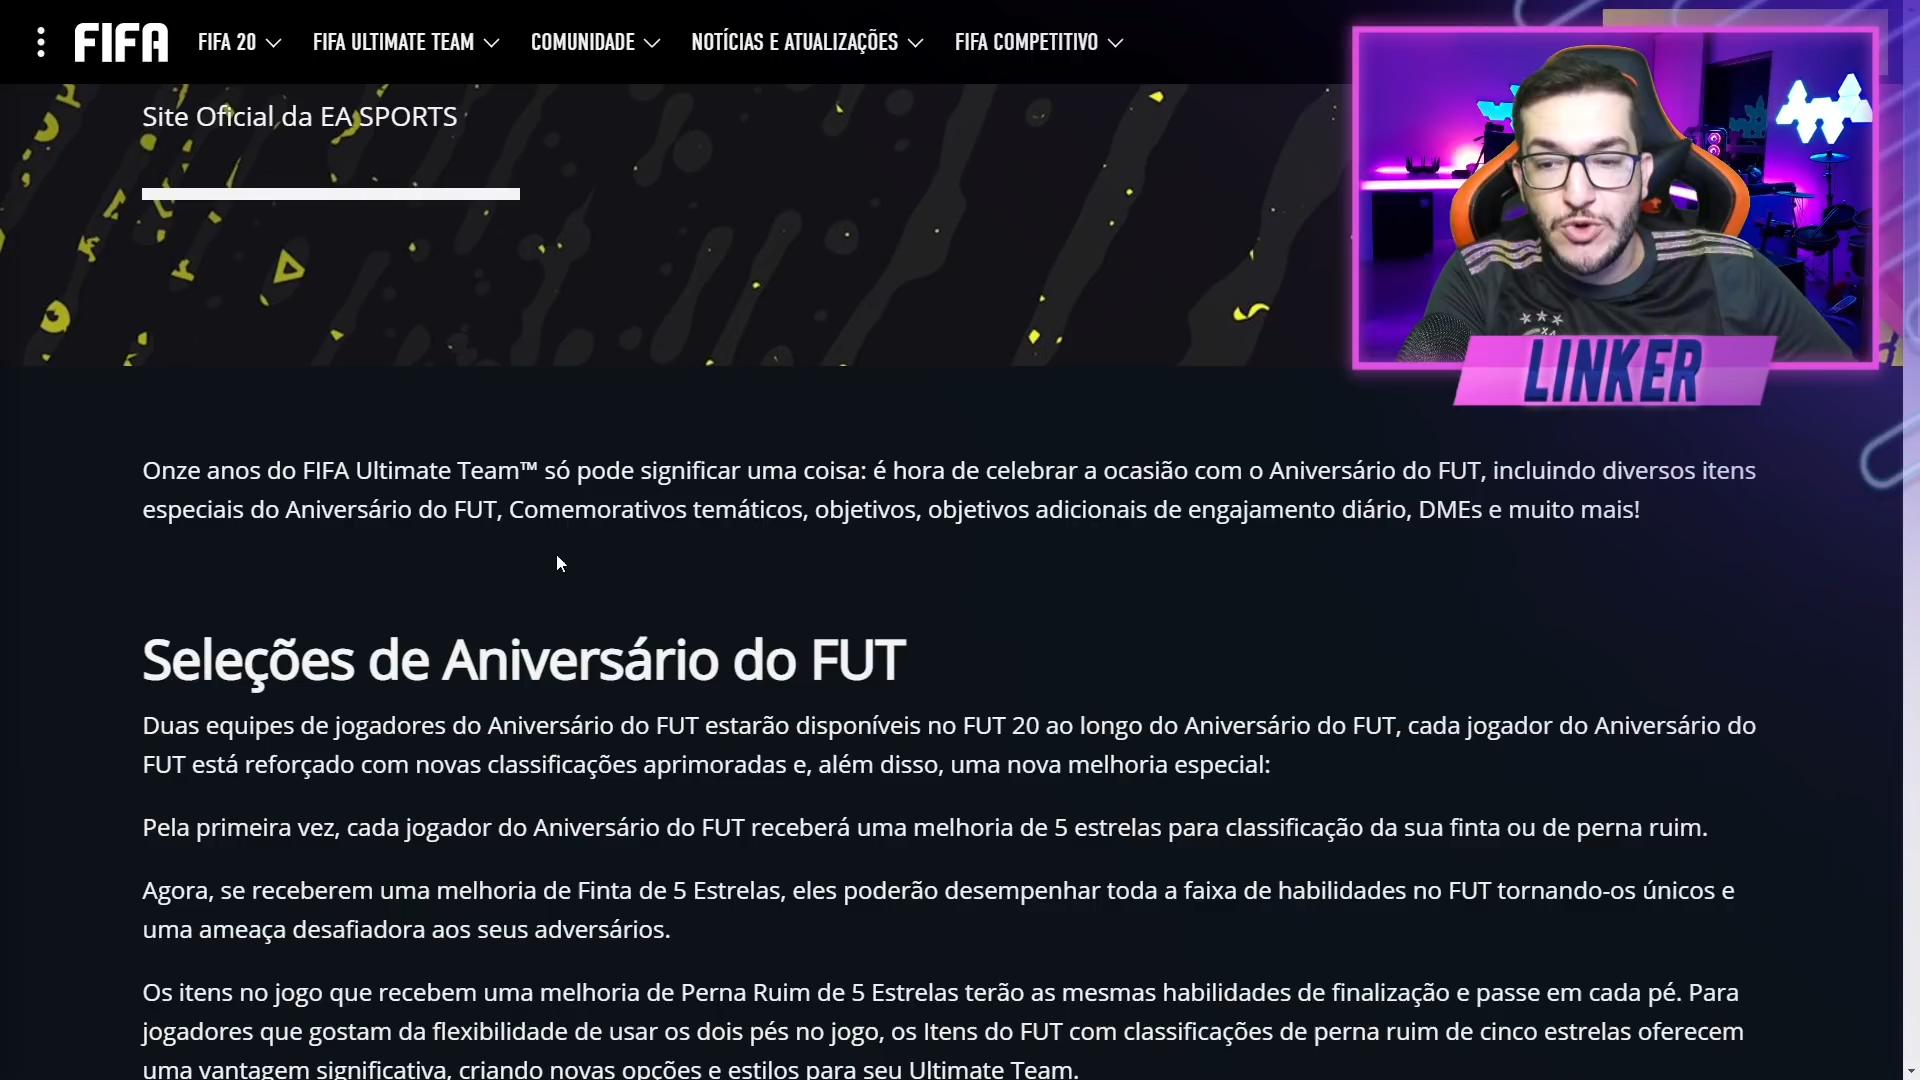 FIFA FIFA 20 FIFA ULTIMATE TEAM COMUNIDADE NOTÍCIAS E ATUALIZAÇÕES FIFA COMPETITIVO
Site Oficial da EA SPORTS
LINKER
Onze anos do FIFA Ultimate Team™ só pode significar uma coisa: é hora de celebrar a ocasião com o Aniversário do FUT, incluindo diversos itens
especiais do Aniversário do FUT, Comemorativos temáticos, objetivos, objetivos adicionais de engajamento diário, DMEs e muito mais!
Seleções de Aniversário do FUT
Duas equipes de jogadores do Aniversário do FUT estarão disponíveis no FUT 20 ao longo do Aniversário do FUT, cada jogador do Aniversário do
FUT está reforçado com novas classificações aprimoradas e, além disso, uma nova melhoria especial:
Pela primeira vez, cada jogador do Aniversário do FUT receberá uma melhoria de 5 estrelas para classificação da sua finta ou de perna ruim.
Agora, se receberem uma melhoria de Finta de 5 Estrelas, eles poderão desempenhar toda a faixa de habilidades no FUT tornando-os únicos e
uma ameaça desafiadora aos seus adversários.
Os itens no jogo que recebem uma melhoria de Perna Ruim de 5 Estrelas terão as mesmas habilidades de finalização e passe em cada pé. Para
jogadores que gostam da flexibilidade de usar os dois pés no jogo, os Itens do FUT com classificações de perna ruim de cinco estrelas oferecem
uma vantagem significativa, criando novas opções e estilos para seu Ultimate Team.